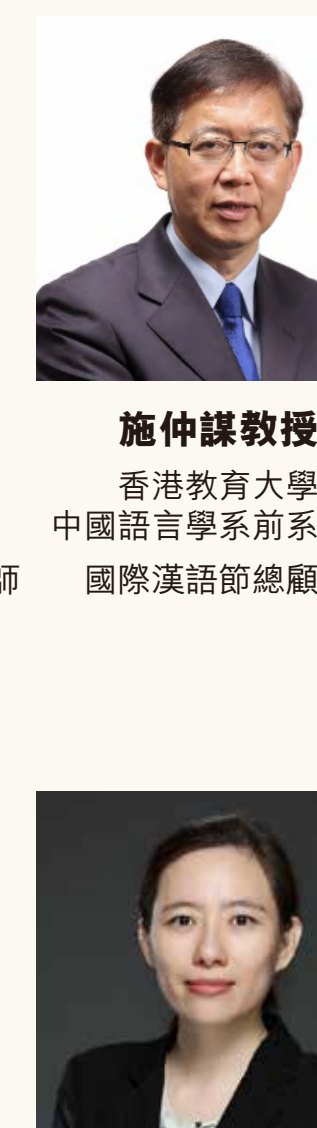 施仲謀教授
香港教育大學
中國語言學系前系
師
國際漢語節總顧